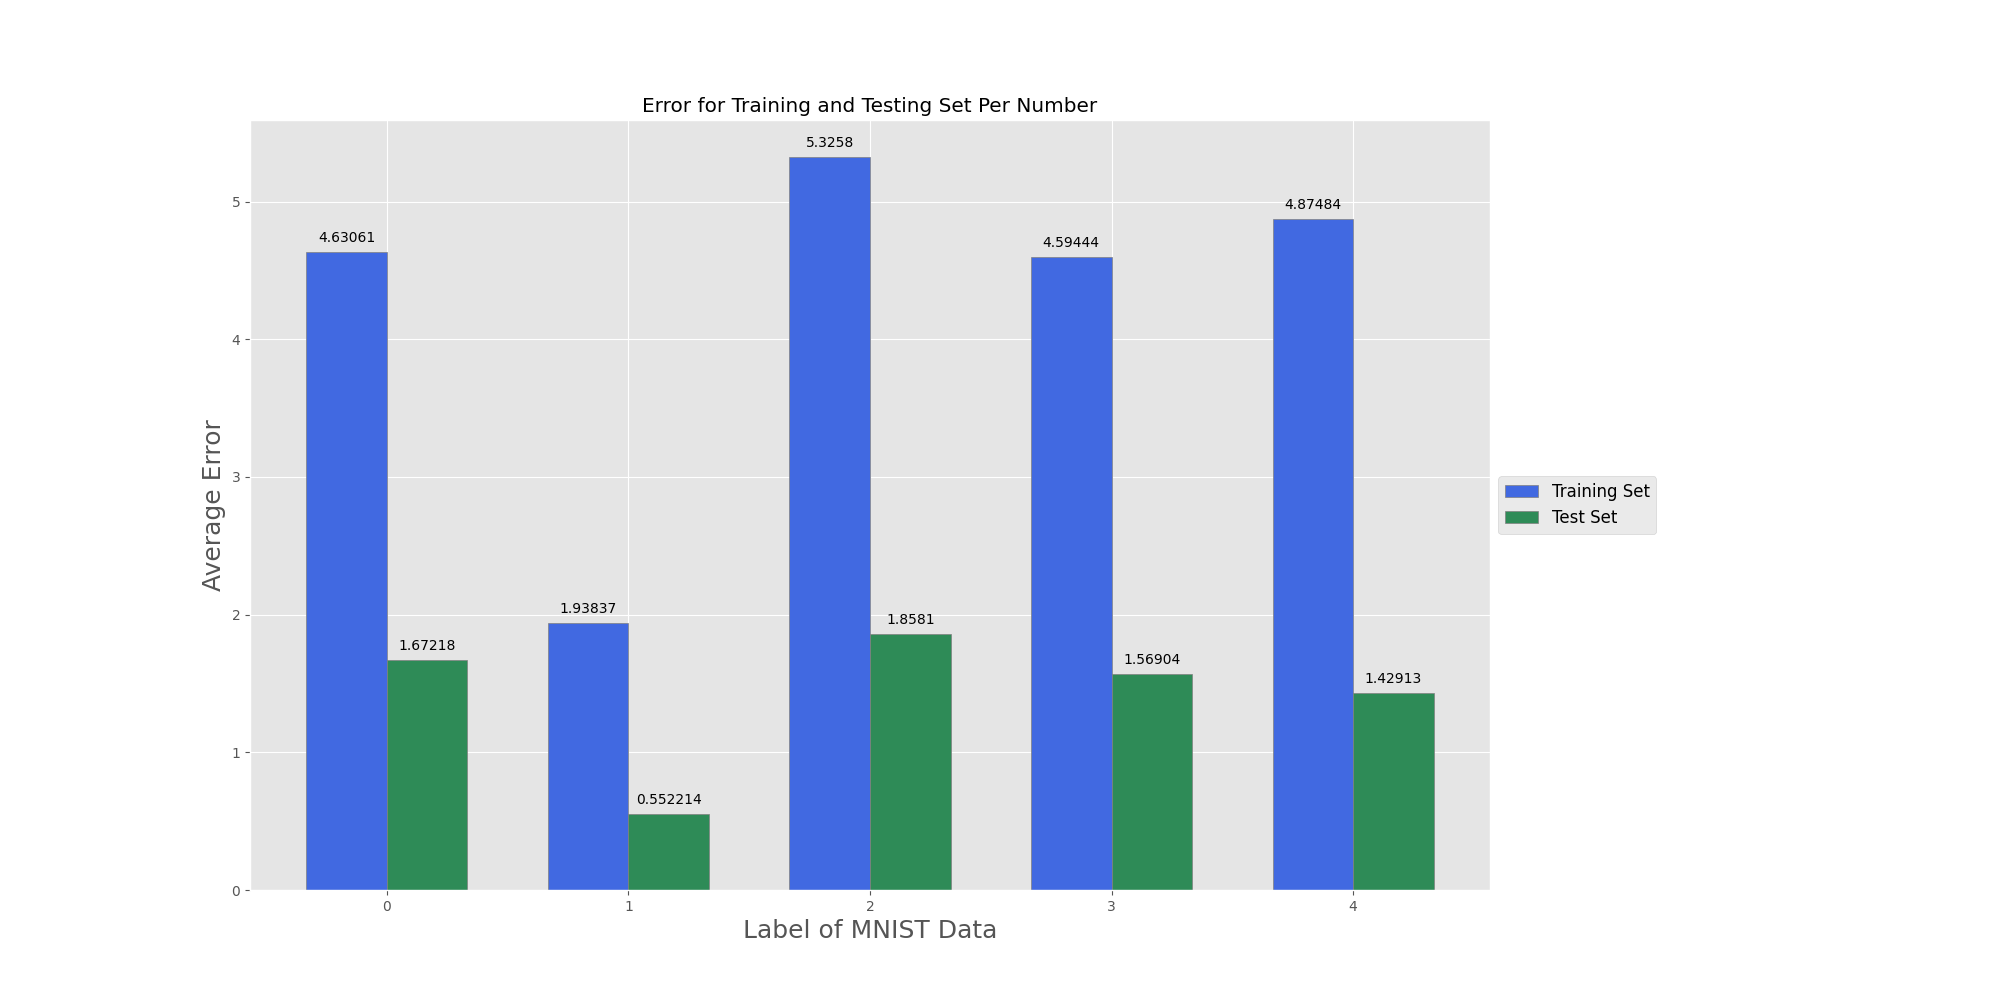 Error for Training and Testing Set Per Number
5.3258
4.87484
4.63061
4.59444
1.93837
1.8581
1.67218
1.56904
1.42913
0.552214
5
4
3
2
1
0
Average Error
0 1 2 3 4
Label of MNIST Data
Training Set
Test Set